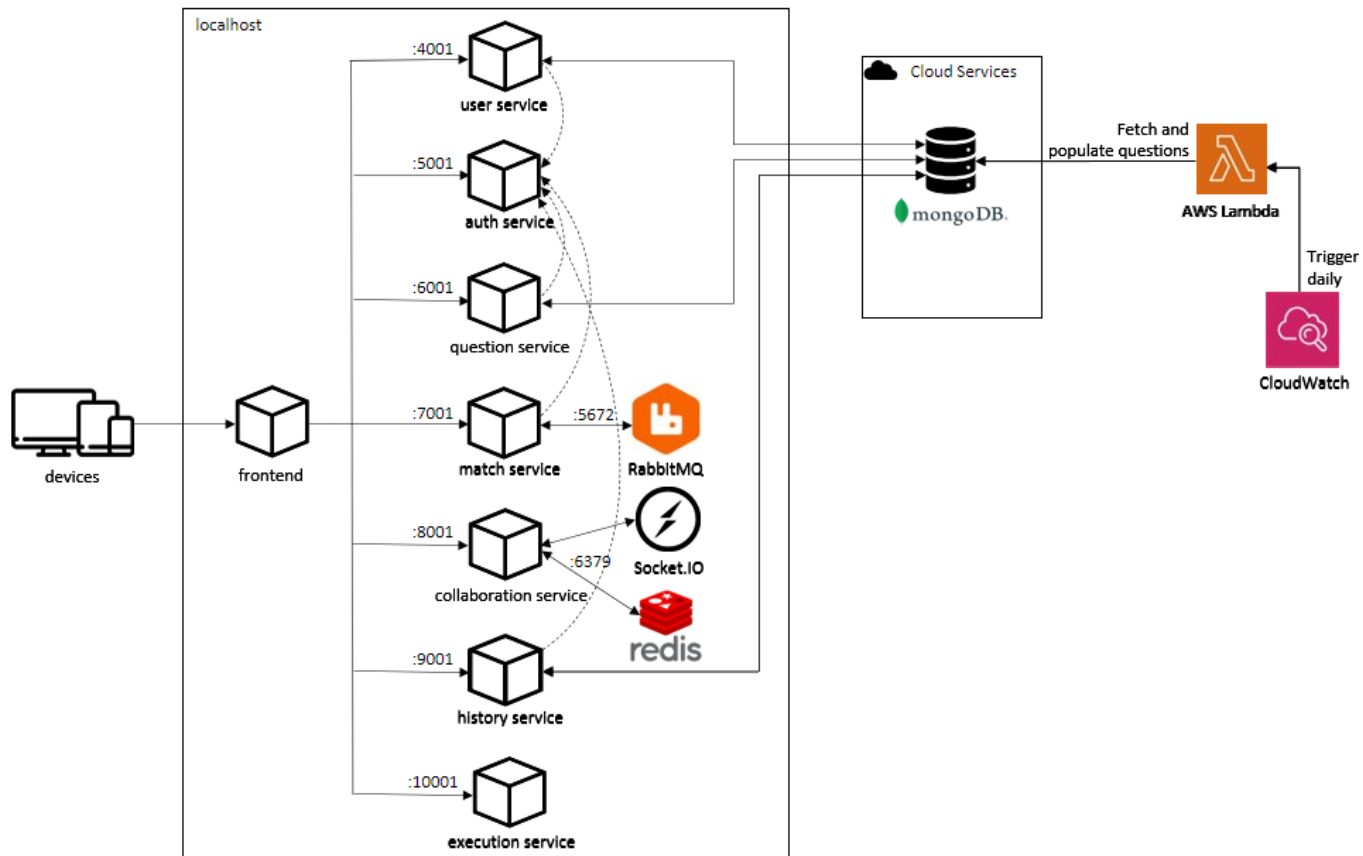 localhost
:4001
user service
:5001
auth service
:6001
question service
:7001
match service
:5672
RabbitMQ
devices
frontend
:8001
collaboration service
Socket.IO
:6379
redis
:9001
history service
:10001
execution service
Cloud Services
mongoDB.
Fetch and
populate questions
AWS Lambda
Trigger
daily
CloudWatch